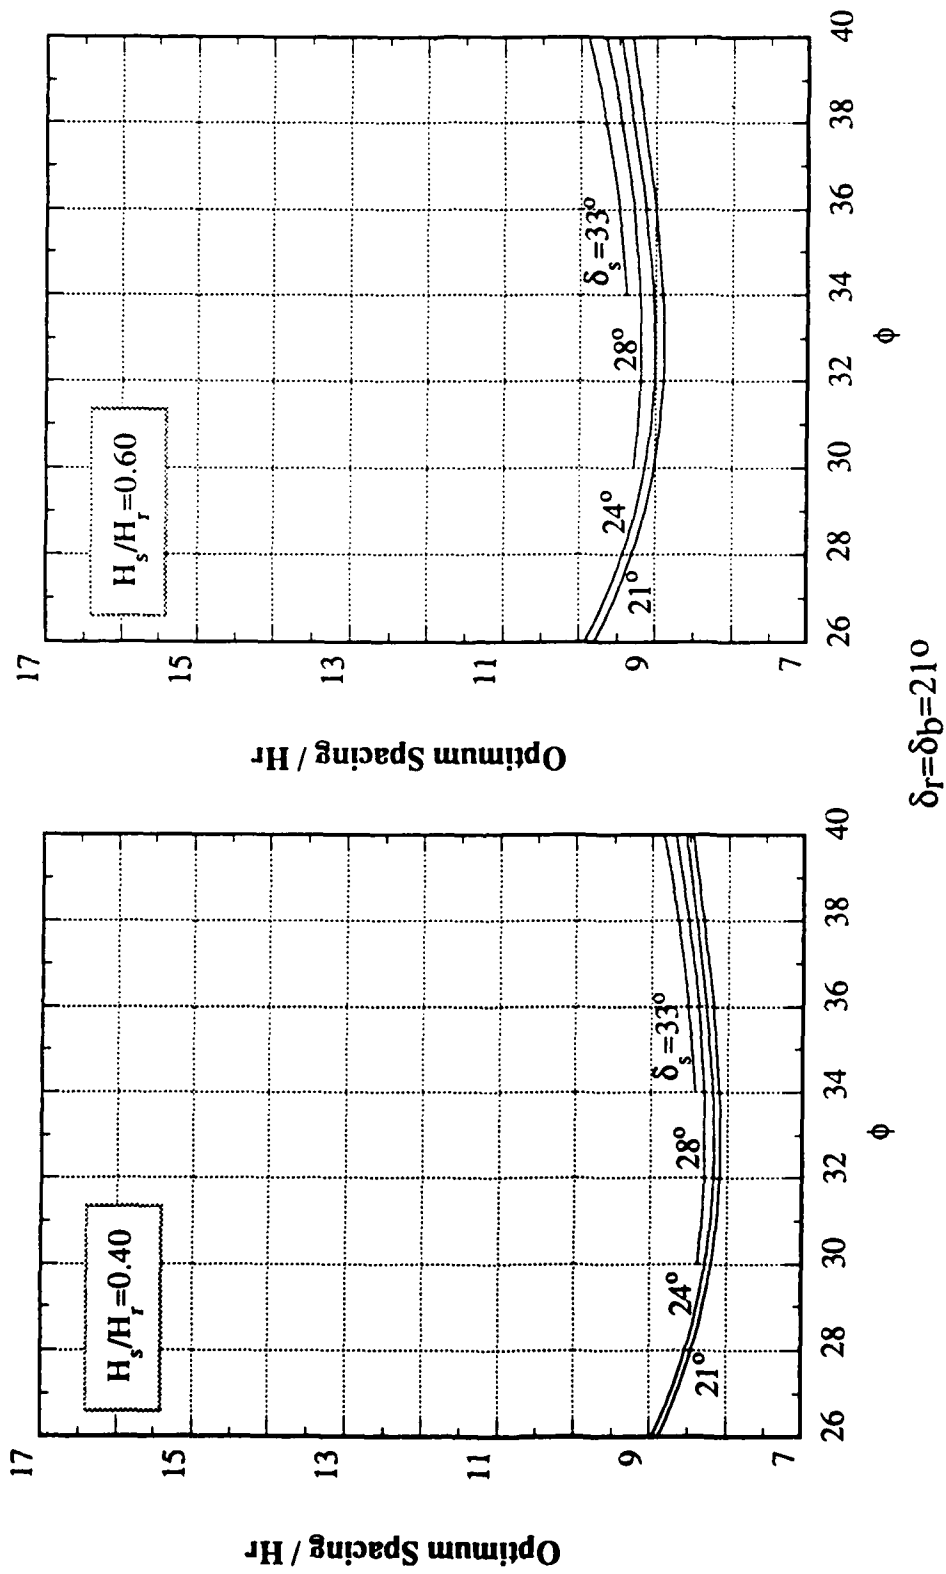 H_s/H_r=0.40
Optimum Spacing / Hr
17
15
13
11
9
7
21°
24°
28°
δ_s=33°
26 28 30 32 34 36 38 40
ϕ
H_s/H_r=0.60
Optimum Spacing / Hr
17
15
13
11
9
7
21°
24°
28°
δ_s=33°
26 28 30 32 34 36 38 40
ϕ
δr=δb=21°